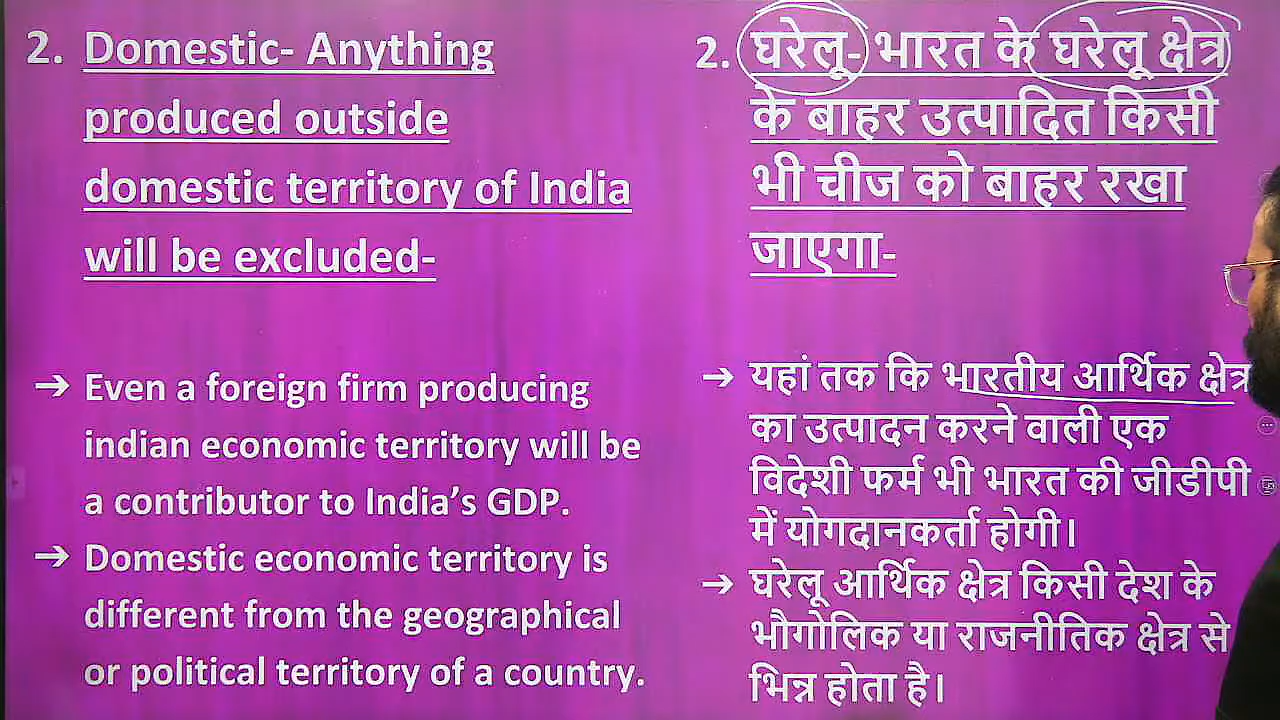 2. Domestic- Anything
produced outside
domestic territory of India
will be excluded-
➔ Even a foreign firm producing
indian economic territory will be
a contributor to India’s GDP.
➔ Domestic economic territory is
different from the geographical
or political territory of a country.
2. घरेलू- भारत के घरेलू क्षेत्र
के बाहर उत्पादित किसी
भी चीज को बाहर रखा
जाएगा-
➔ यहां तक कि भारतीय आर्थिक क्षेत्र
का उत्पादन करने वाली एक
विदेशी फर्म भी भारत की जीडीपी
में योगदानकर्ता होगी।
➔ घरेलू आर्थिक क्षेत्र किसी देश के
भौगोलिक या राजनीतिक क्षेत्र से
भिन्न होता है।